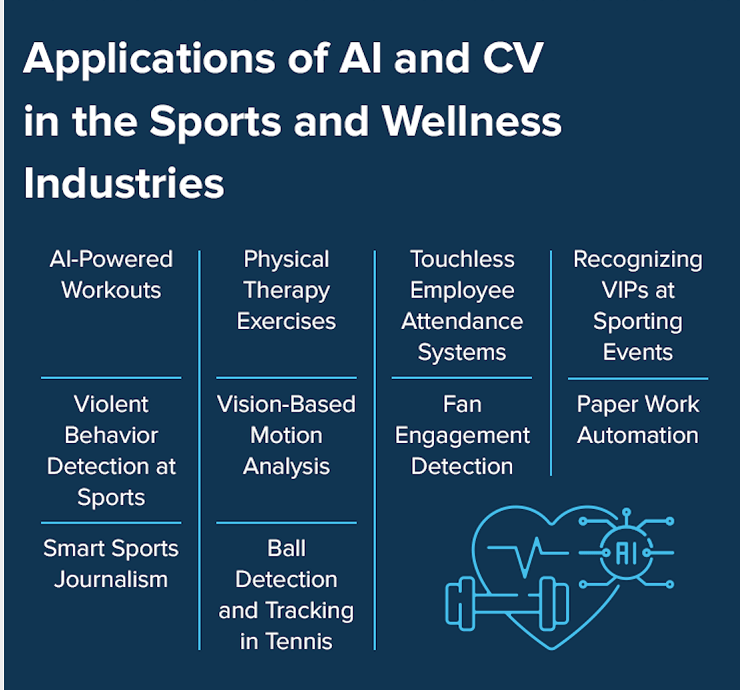 Applications of AI and CV
in the Sports and Wellness
Industries
AI-Powered
Workouts
Physical
Therapy
Exercises
Touchless
Employee
Attendance
Systems
Recognizing
VIPs at
Sporting
Events
Violent
Behavior
Detection at
Sports
Vision-Based
Motion
Analysis
Fan
Engagement
Detection
Paper Work
Automation
Smart Sports
Journalism
Ball
Detection
and Tracking
in Tennis
AI